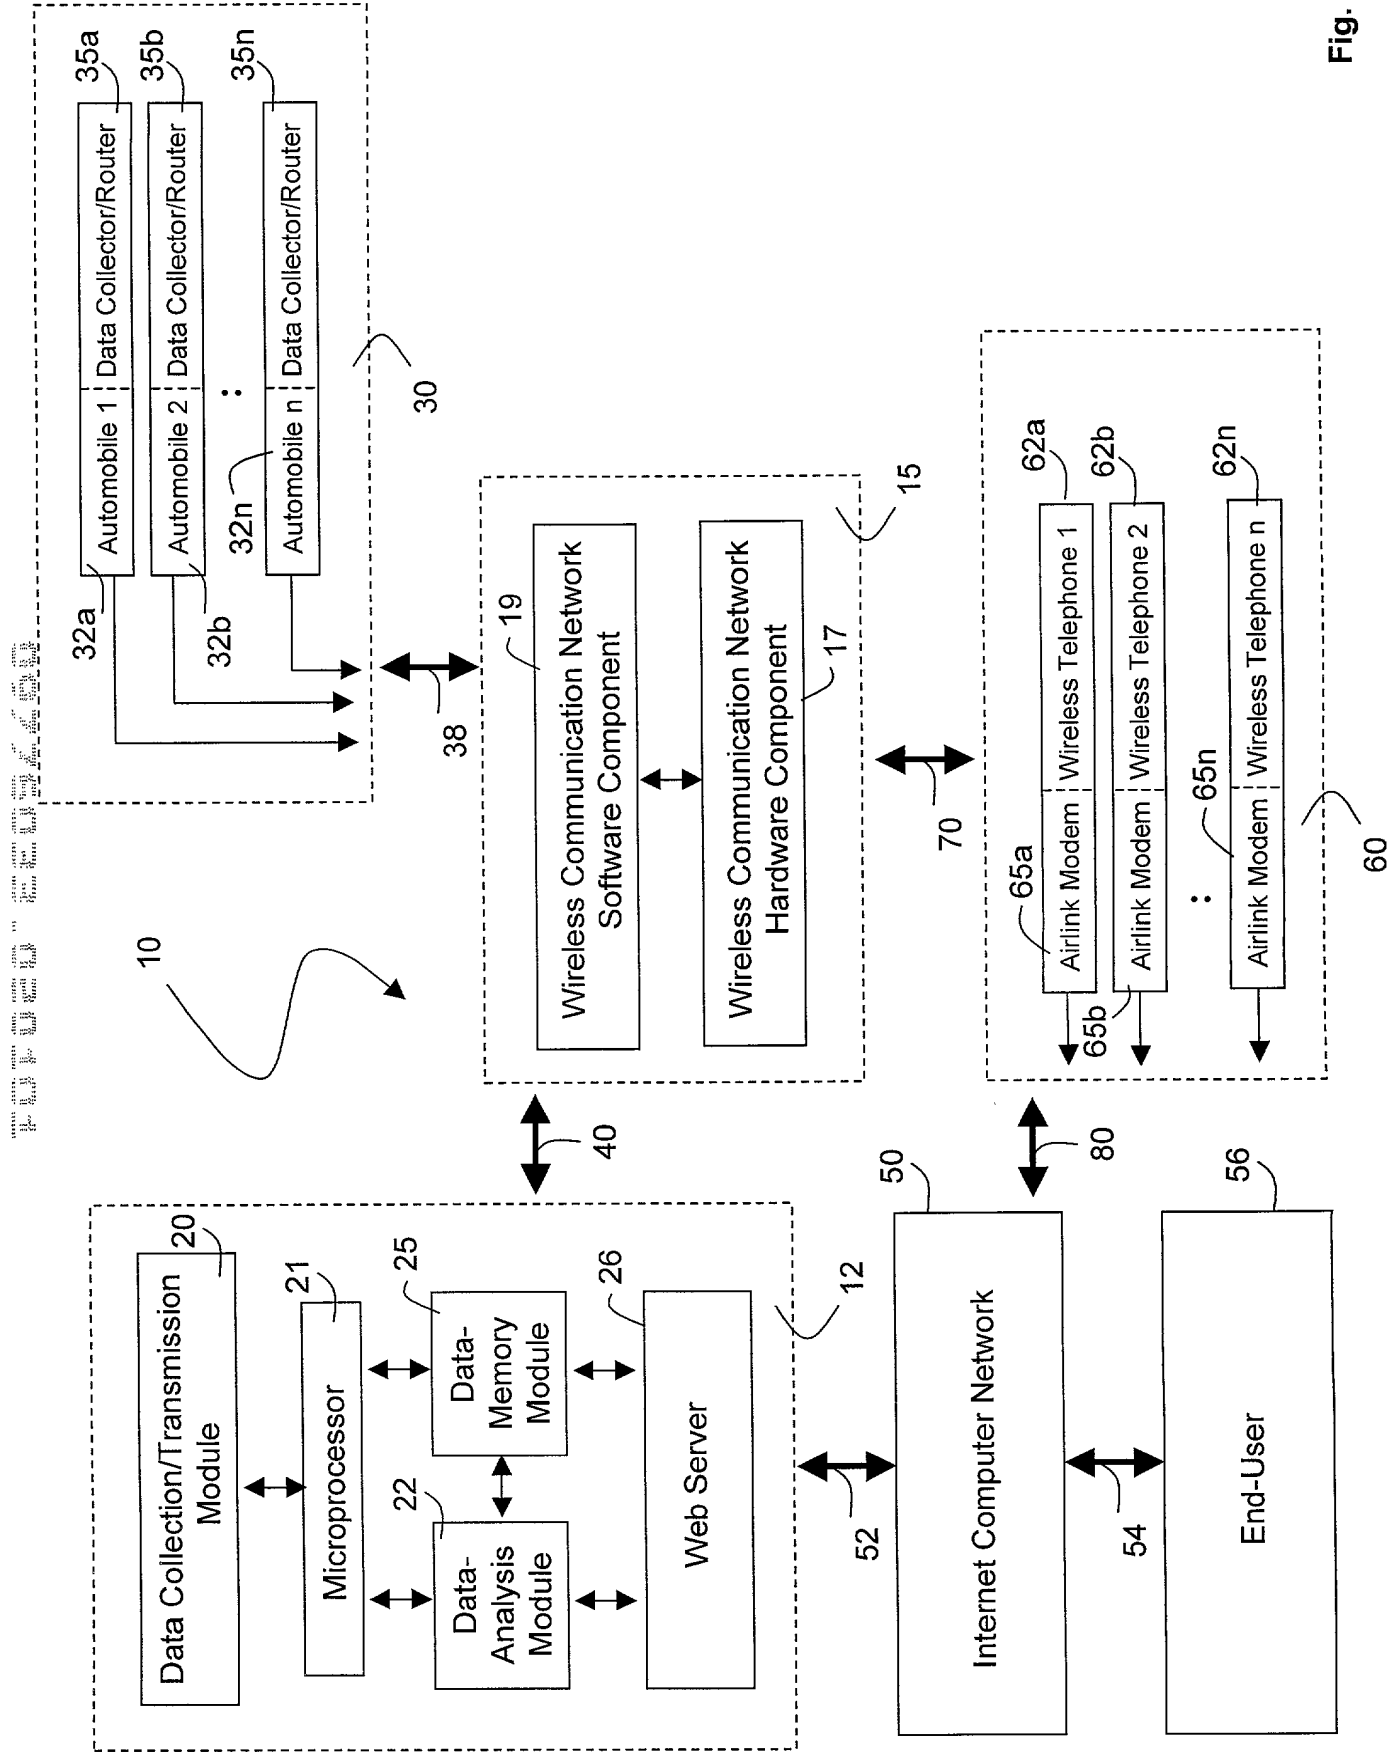 10
Data Collection/Transmission
Module
20
Microprocessor
21
Data-
Analysis
Module
22
Data-
Memory
Module
25
Web Server
26
12
40
52
Internet Computer Network
50
54
End-User
56
80
Wireless Communication Network
Software Component
19
Wireless Communication Network
Hardware Component
17
15
38
70
Automobile 1 Data Collector/Router
32a
35a
Automobile 2 Data Collector/Router
32b
35b
:
Automobile n Data Collector/Router
32n
35n
30
Airlink Modem Wireless Telephone 1
65a
62a
Airlink Modem Wireless Telephone 2
65b
62b
:
Airlink Modem Wireless Telephone n
65n
62n
60
Fig.